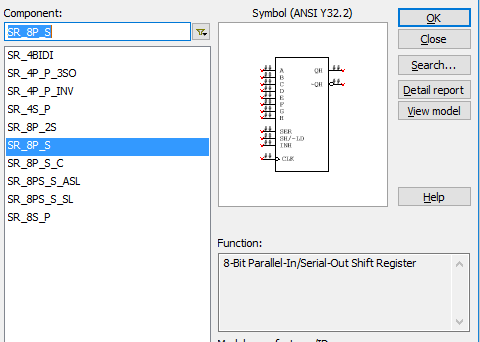 Component:
SR_8P_S
SR_4BIDI
SR_4P_P_3SO
SR_4P_P_INV
SR_4S_P
SR_8P_2S
SR_8P_S
SR_8P_S_C
SR_8PS_S_ASL
SR_8PS_S_SL
SR_8S_P
Symbol (ANSI Y32.2)
A
B
C
D
E
F
G
H
SER
SH/~LD
INH
CLK
QH
~QH
Function:
8-Bit Parallel-In/Serial-Out Shift Register
OK
Close
Search...
Detail report
View model
Help